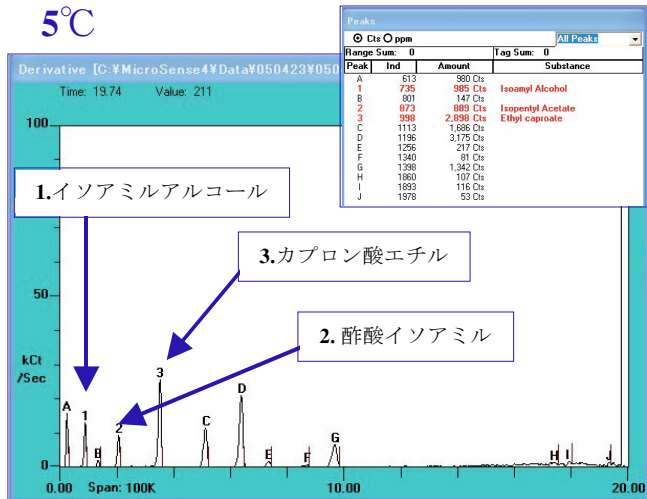 5℃
Peaks
Cts ppm
All Peaks
Range Sum: 0 Tag Sum: 0
Peak Ind Amount Substance
A 613 980 Cts
1 735 985 Cts Isoamyl Alcohol
B 801 147 Cts
2 873 889 Cts Isopentyl Acetate
3 998 2,898 Cts Ethyl caproate
C 1113 1,686 Cts
D 1196 3,175 Cts
E 1256 217 Cts
F 1340 81 Cts
G 1398 1,342 Cts
H 1860 107 Cts
I 1893 116 Cts
J 1978 53 Cts
Derivative [C:¥MicroSense4¥Data¥050423¥050
Time: 19.74 Value: 211
100
1.イソアミルアルコール
3.カプロン酸エチル
50
2. 酢酸イソアミル
kCt
/Sec
A 1 B 2 3 C D E F G H I J
0
0.00 Span: 100K 10.00 20.00